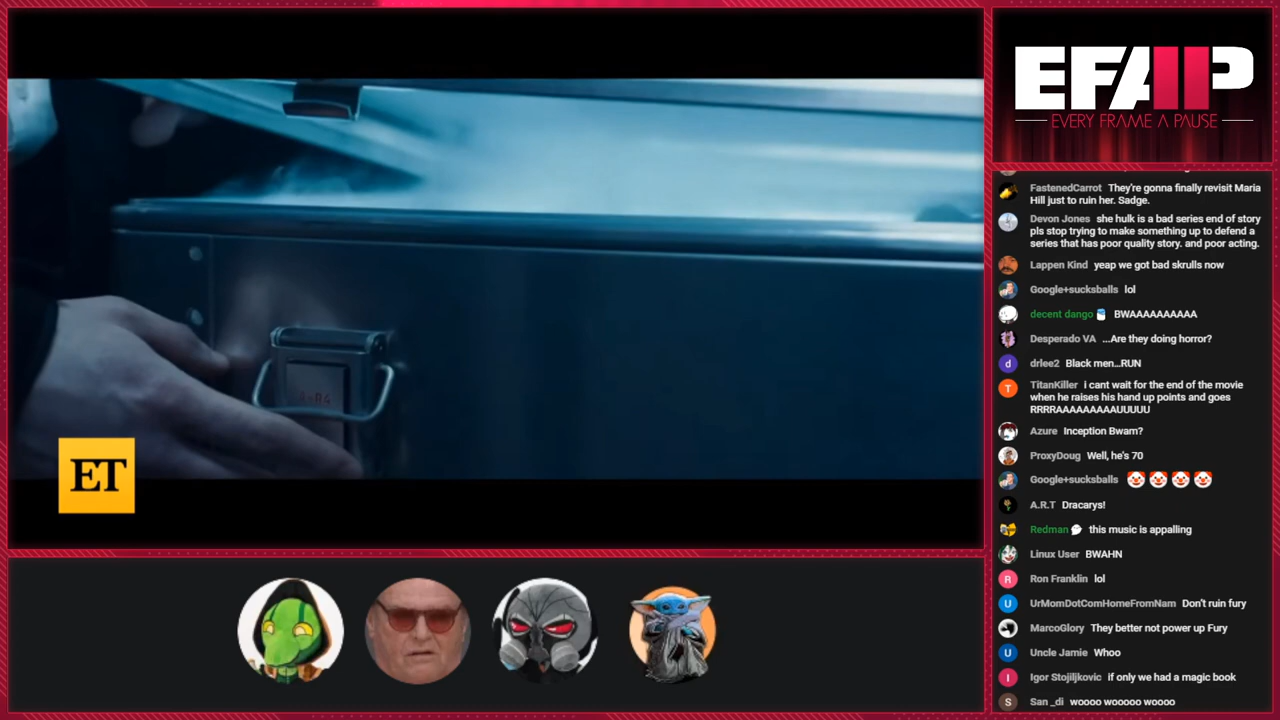 EFAP
EVERY FRAME A PAUSE
FastenedCarrot They're gonna finally revisit Maria
Hill just to ruin her. Sadge.
Devon Jones she hulk is a bad series end of story
pls stop trying to make something up to defend a
series that has poor quality story. and poor acting.
Lappen Kind yeap we got bad skrulls now
Google+sucksballs lol
decent dango BWAAAAAAAAAA
Desperado VA ...Are they doing horror?
d drlee2 Black men...RUN
T TitanKiller i cant wait for the end of the movie
when he raises his hand up points and goes
RRRRAAAAAAAAAUUUUU
Azure Inception Bwam?
ProxyDoug Well, he's 70
Google+sucksballs 🤡 🤡 🤡 🤡
A.R.T Dracarys!
Redman this music is appalling
Linux User BWAHN
R Ron Franklin lol
U UrMomDotComHomeFromNam Don't ruin fury
MarcoGlory They better not power up Fury
U Uncle Jamie Whoo
I Igor Stojiljkovic if only we had a magic book
S San _di woooo wooooo woooo
ET